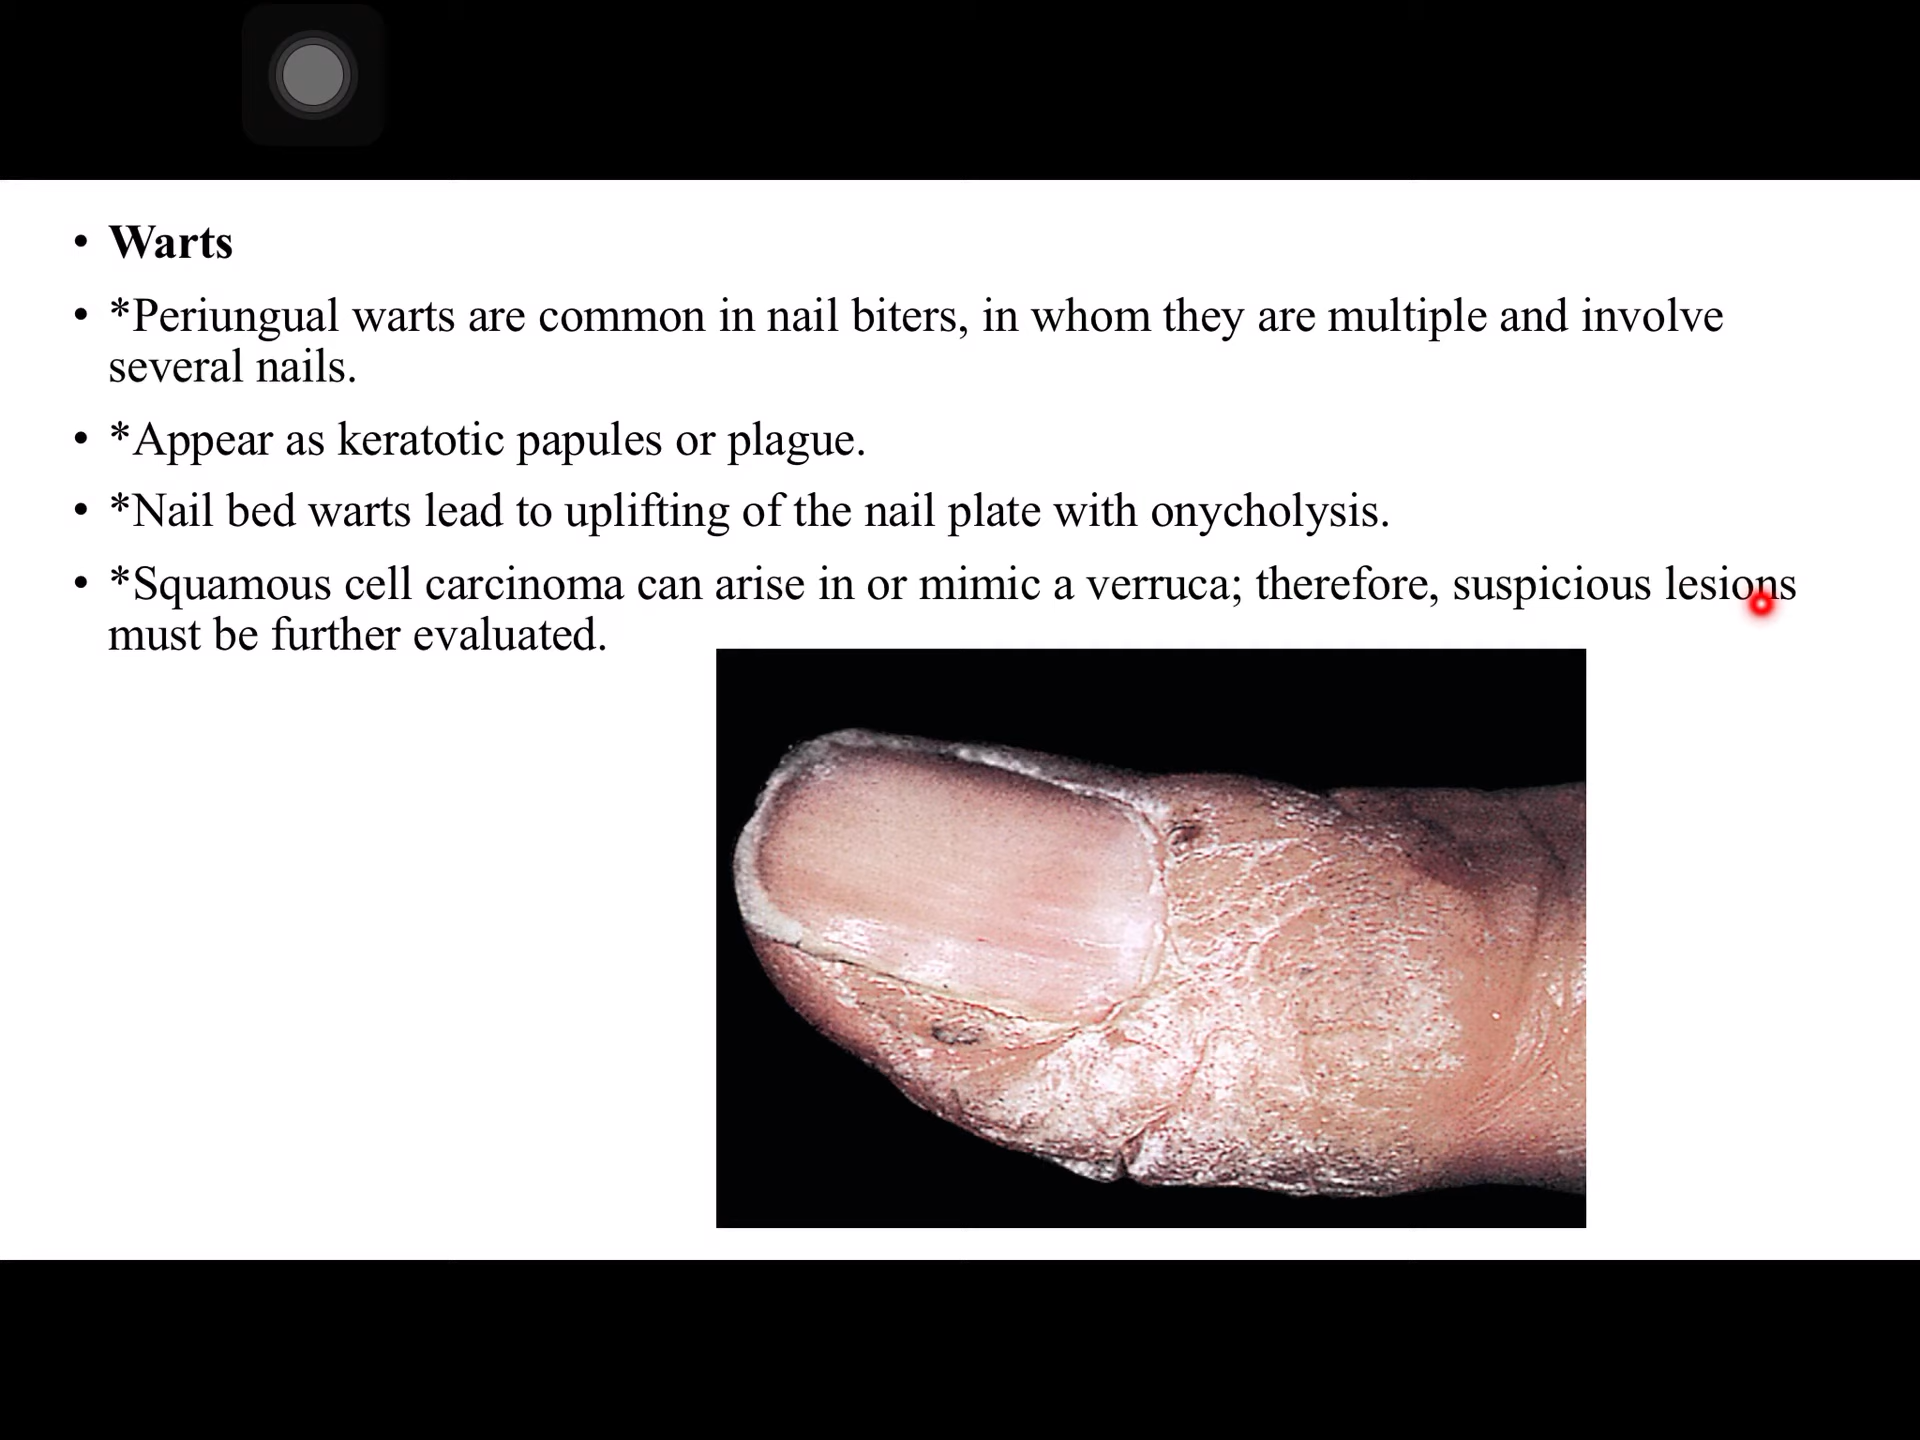 • Warts
• *Periungual warts are common in nail biters, in whom they are multiple and involve
several nails.
• *Appear as keratotic papules or plague.
• *Nail bed warts lead to uplifting of the nail plate with onycholysis.
• *Squamous cell carcinoma can arise in or mimic a verruca; therefore, suspicious lesions
must be further evaluated.